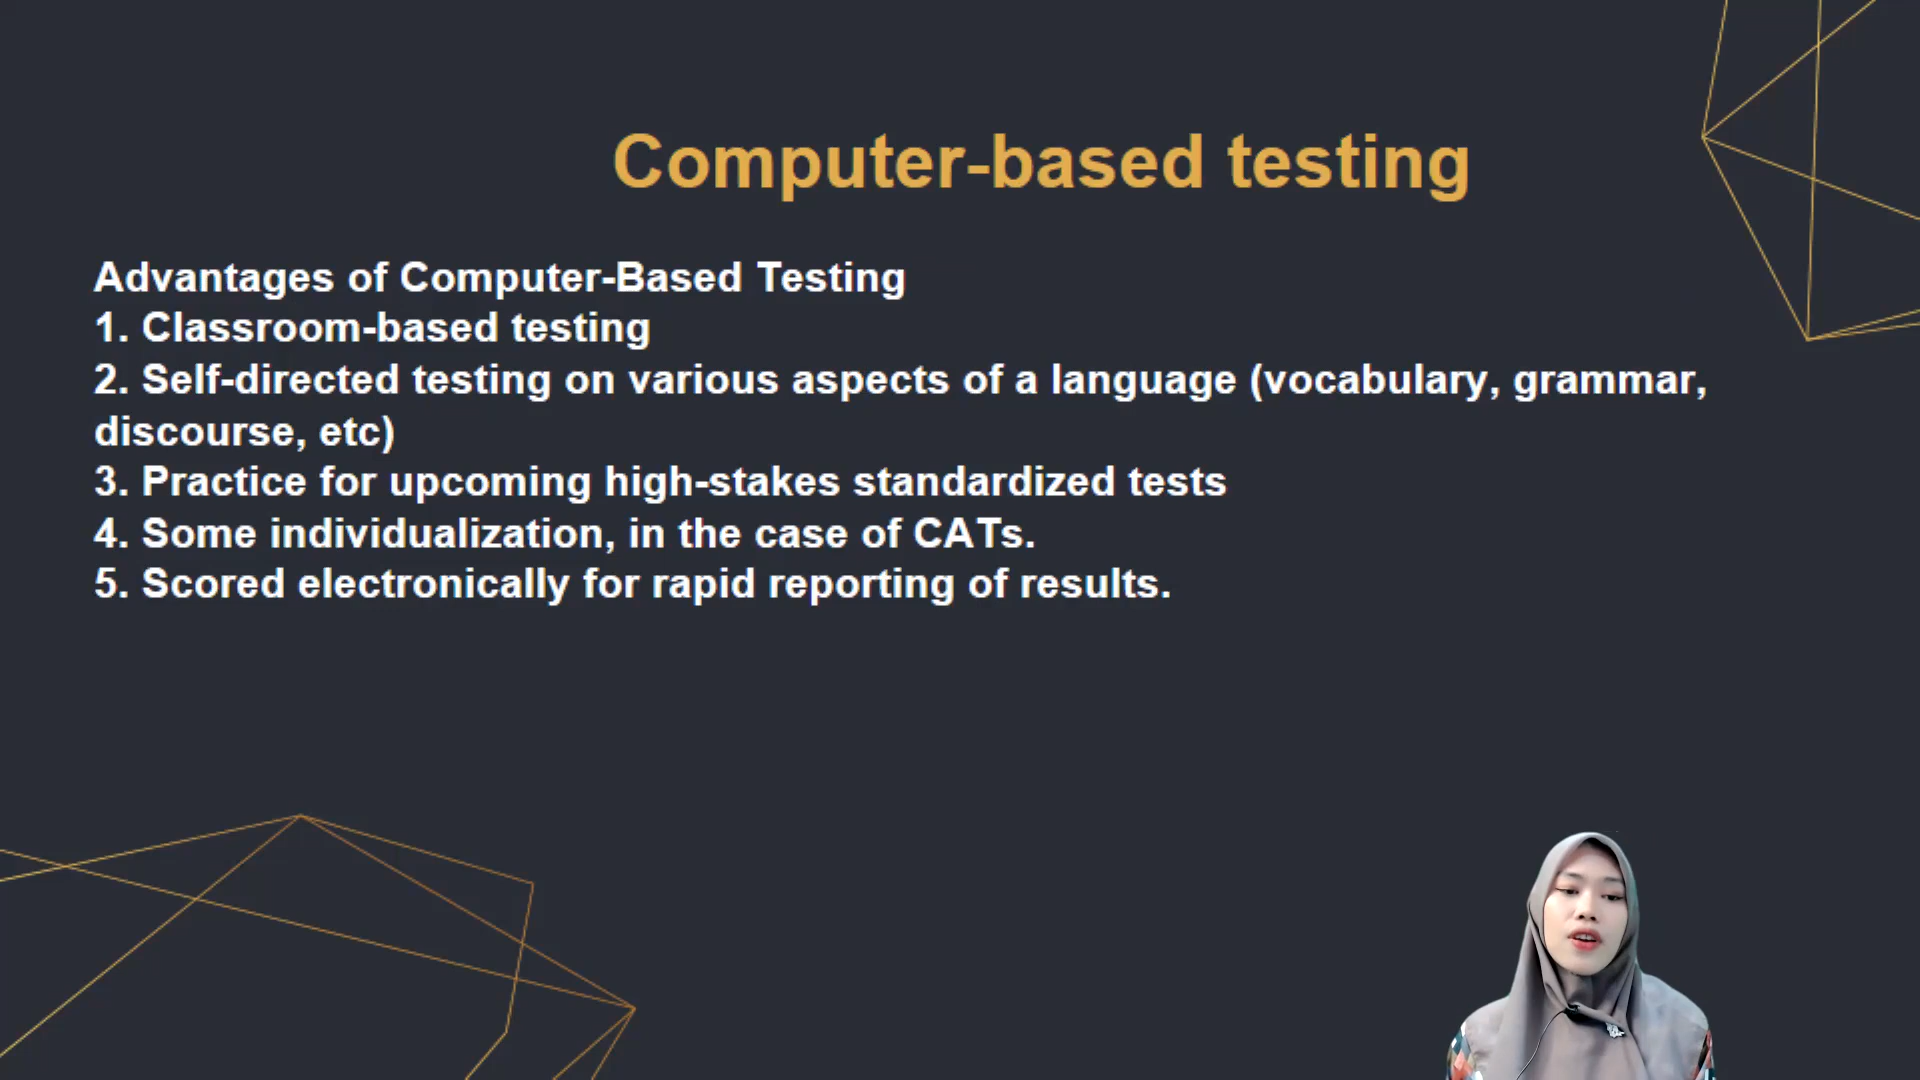 Computer-based testing
Advantages of Computer-Based Testing
1. Classroom-based testing
2. Self-directed testing on various aspects of a language (vocabulary, grammar,
discourse, etc)
3. Practice for upcoming high-stakes standardized tests
4. Some individualization, in the case of CATs.
5. Scored electronically for rapid reporting of results.